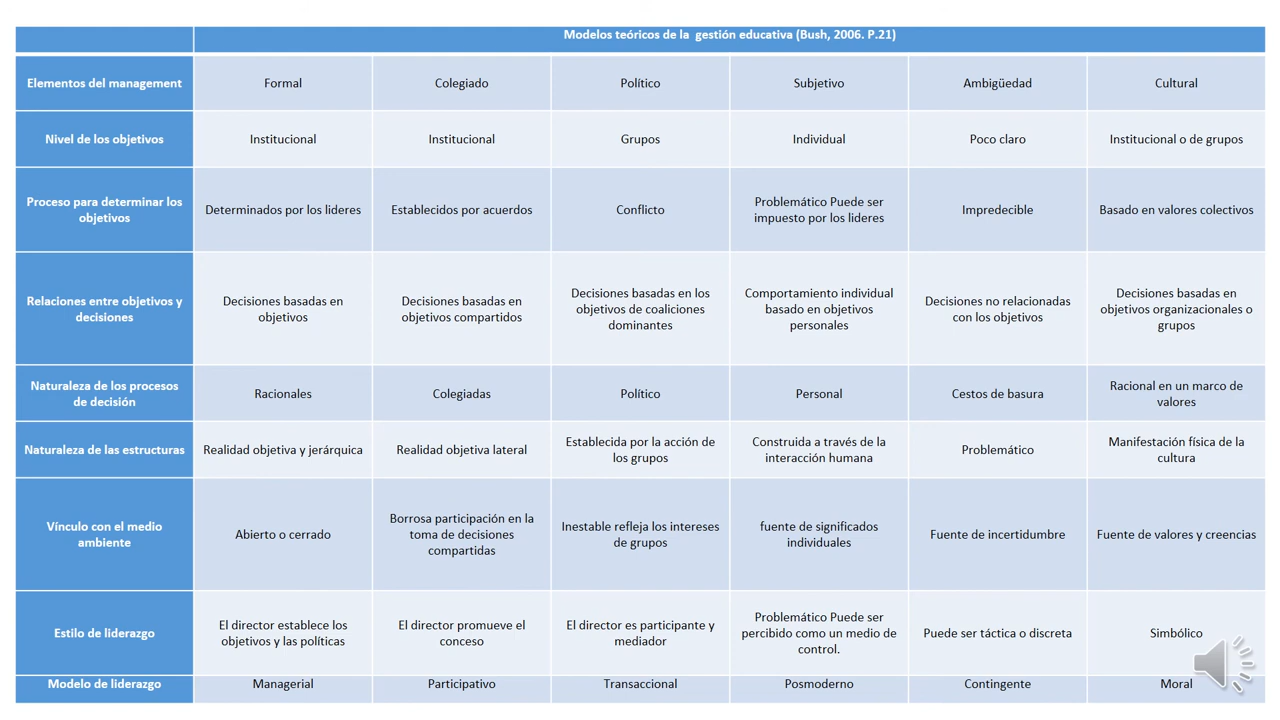 Modelos teóricos de la gestión educativa (Bush, 2006. P.21)
Elementos del management
Formal
Colegiado
Político
Subjetivo
Ambigüedad
Cultural
Nivel de los objetivos
Institucional
Institucional
Grupos
Individual
Poco claro
Institucional o de grupos
Proceso para determinar los
objetivos
Determinados por los lideres
Establecidos por acuerdos
Conflicto
Problemático Puede ser
impuesto por los lideres
Impredecible
Basado en valores colectivos
Relaciones entre objetivos y
decisiones
Decisiones basadas en
objetivos
Decisiones basadas en
objetivos compartidos
Decisiones basadas en los
objetivos de coaliciones
dominantes
Comportamiento individual
basado en objetivos
personales
Decisiones no relacionadas
con los objetivos
Decisiones basadas en
objetivos organizacionales o
grupos
Naturaleza de los procesos
de decisión
Racionales
Colegiadas
Político
Personal
Cestos de basura
Racional en un marco de
valores
Naturaleza de las estructuras
Realidad objetiva y jerárquica
Realidad objetiva lateral
Establecida por la acción de
los grupos
Construida a través de la
interacción humana
Problemático
Manifestación física de la
cultura
Vínculo con el medio
ambiente
Abierto o cerrado
Borrosa participación en la
toma de decisiones
compartidas
Inestable refleja los intereses
de grupos
fuente de significados
individuales
Fuente de incertidumbre
Fuente de valores y creencias
Estilo de liderazgo
El director establece los
objetivos y las políticas
El director promueve el
conceso
El director es participante y
mediador
Problemático Puede ser
percibido como un medio de
control.
Puede ser táctica o discreta
Simbólico
Modelo de liderazgo
Managerial
Participativo
Transaccional
Posmoderno
Contingente
Moral